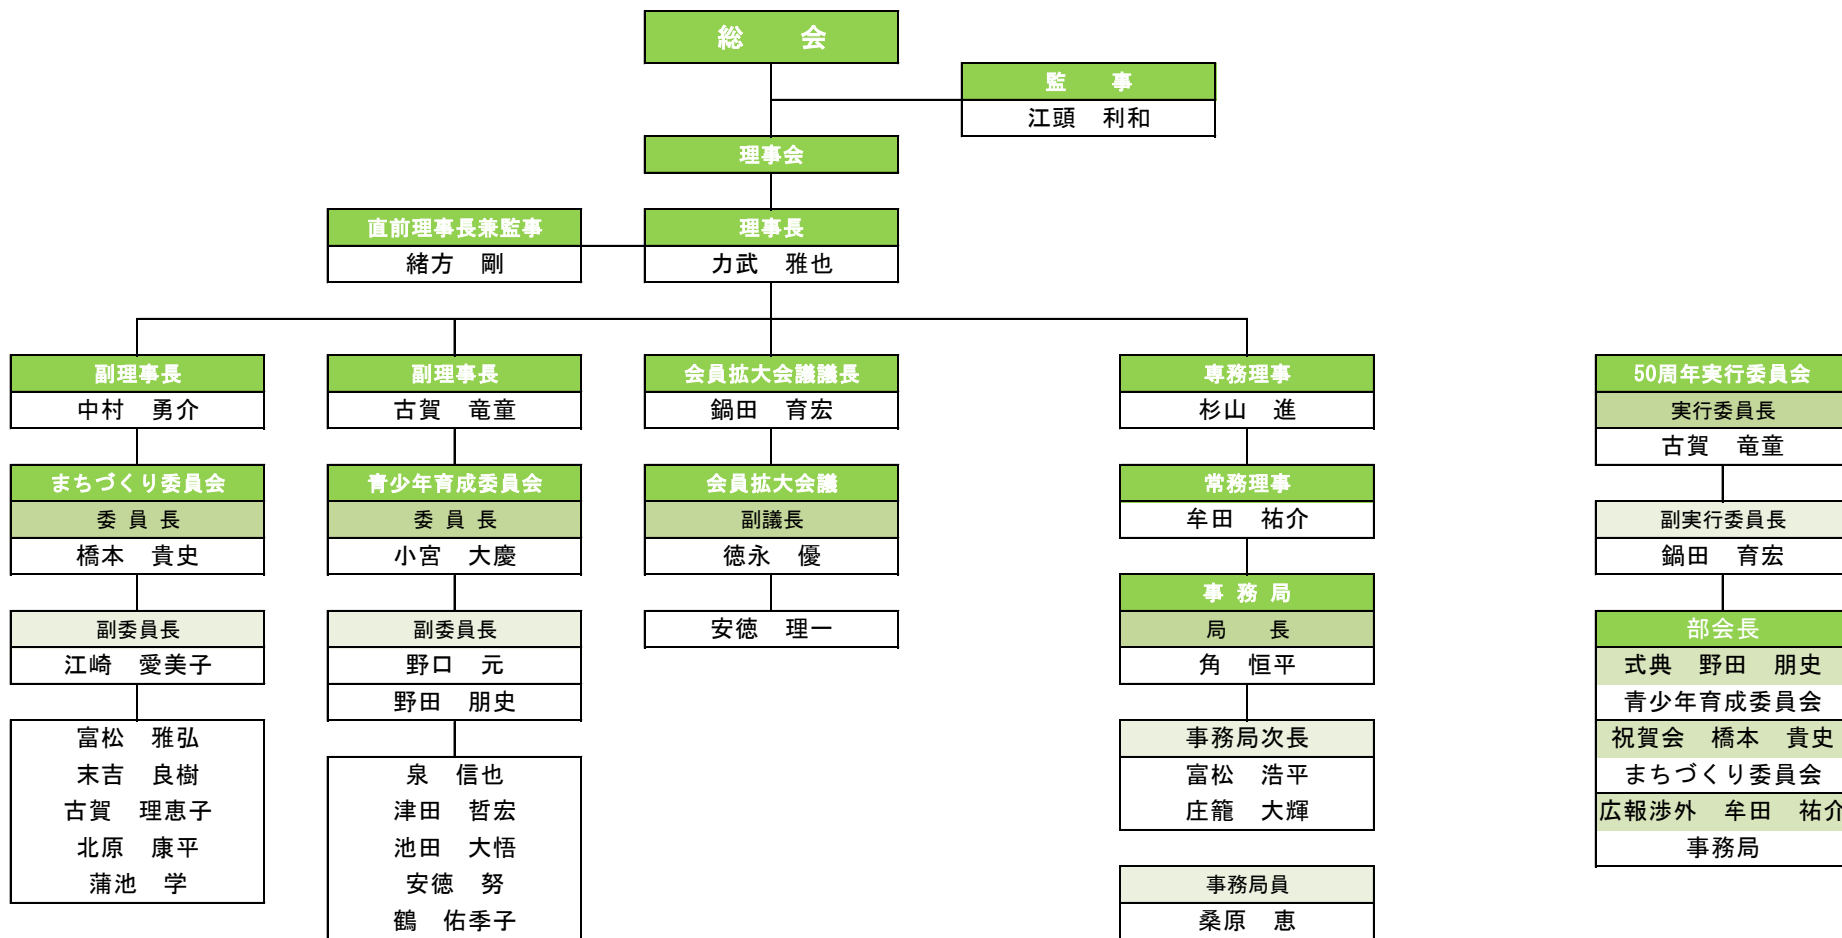 総　　会
監　　事
江頭　利和
理事会
直前理事長兼監事
緒方　剛
理事長
力武　雅也
副理事長
中村　勇介
まちづくり委員会
委 員 長
橋本　貴史
副委員長
江崎　愛美子
富松　雅弘
末吉　良樹
古賀　理恵子
北原　康平
蒲池　学
副理事長
古賀　竜童
青少年育成委員会
委 員 長
小宮　大慶
副委員長
野口　元
野田　朋史
泉　信也
津田　哲宏
池田　大悟
安徳　努
鶴　佑季子
会員拡大会議議長
鍋田　育宏
会員拡大会議
副議長
徳永　優
安徳　理一
専務理事
杉山　進
常務理事
牟田　祐介
事 務 局
局　　長
角　恒平
事務局次長
富松　浩平
庄籠　大輝
事務局員
桑原　恵
50周年実行委員会
実行委員長
古賀　竜童
副実行委員長
鍋田　育宏
部会長
式典　野田　朋史
青少年育成委員会
祝賀会　橋本　貴史
まちづくり委員会
広報渉外　牟田　祐介
事務局